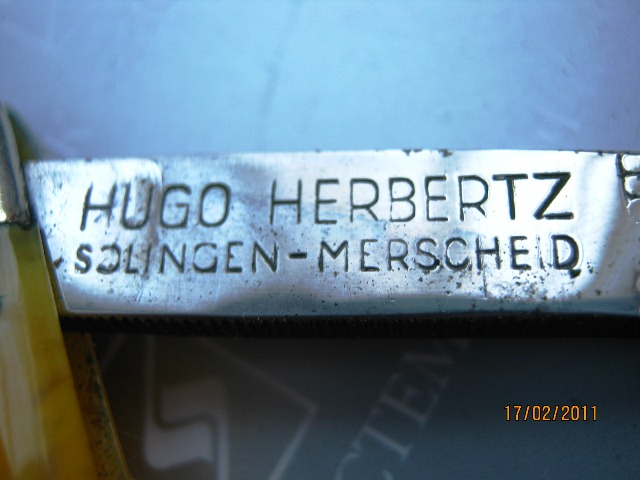 HUGO HERBERTZ
SOLINGEN-MERSCHEID
17/02/2011